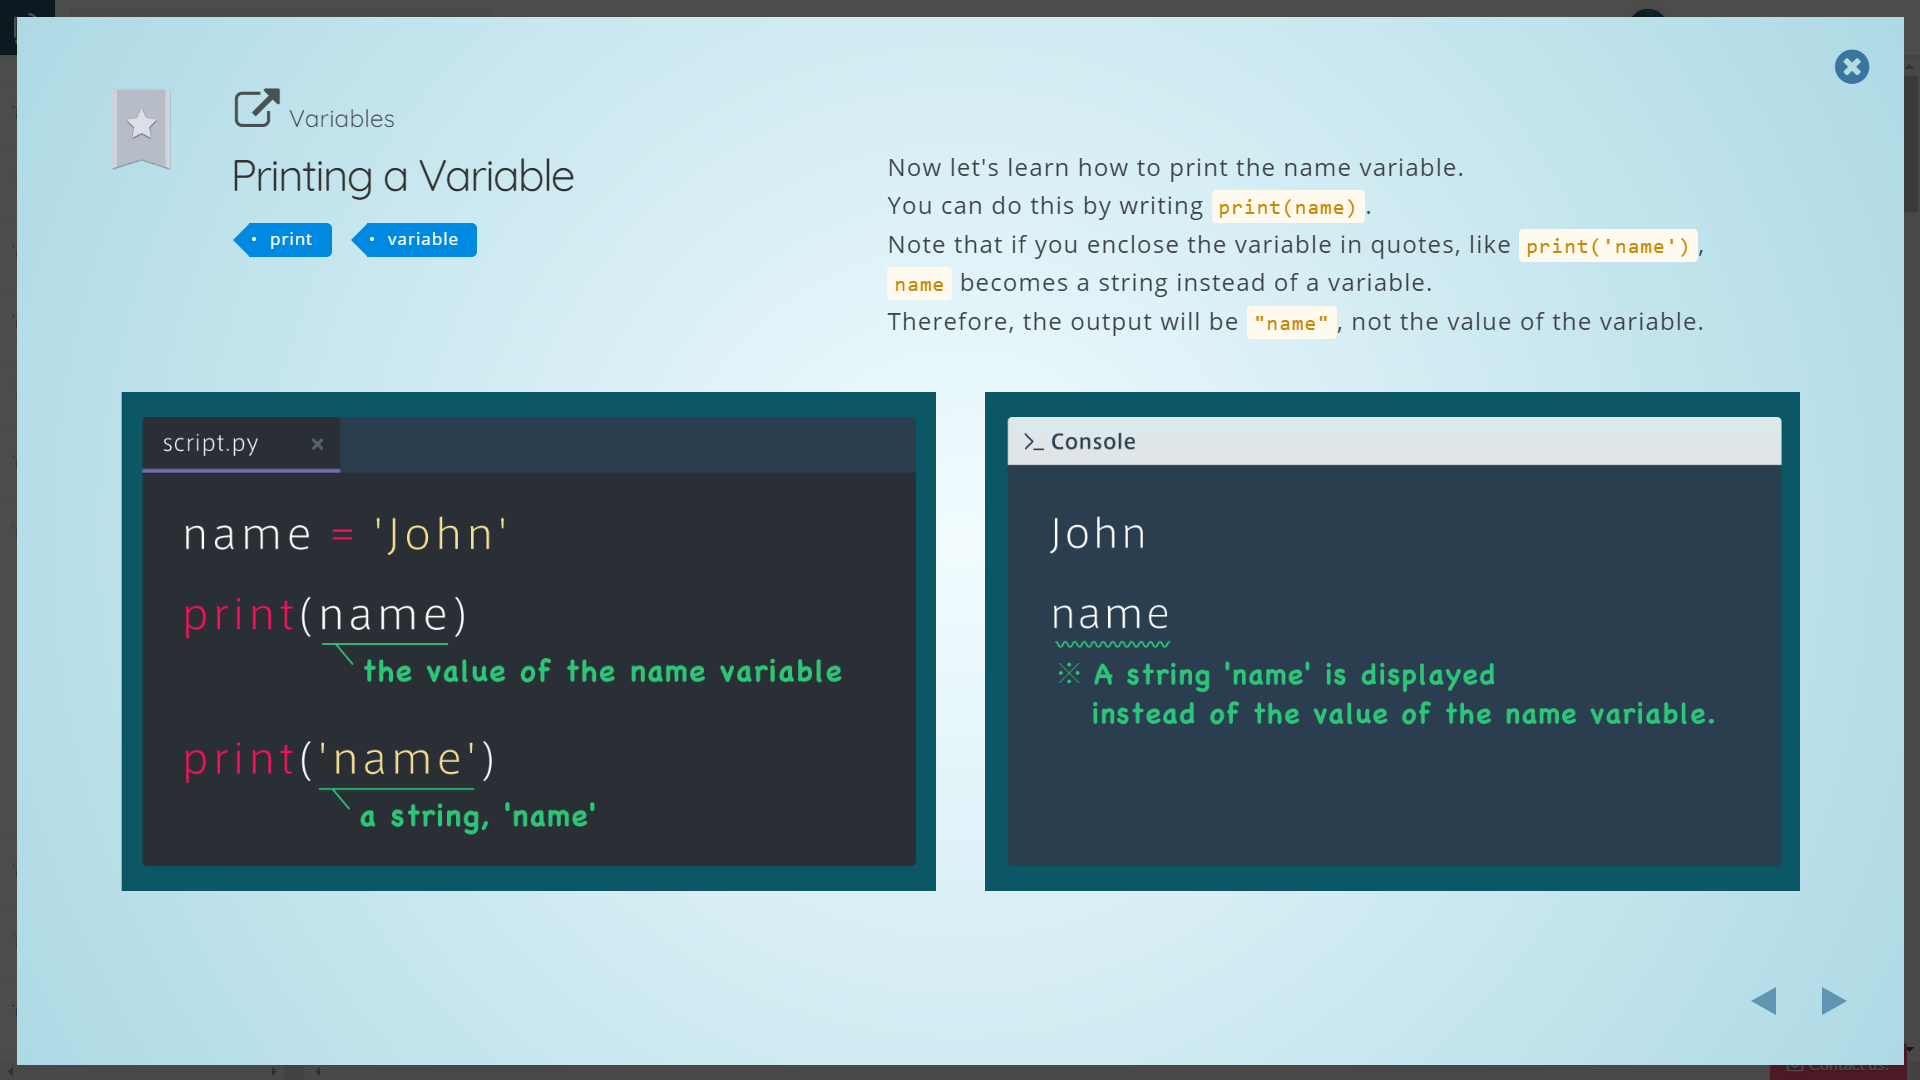 Variables
Printing a Variable
print
variable
Now let's learn how to print the name variable.
You can do this by writing print(name).
Note that if you enclose the variable in quotes, like print('name'),
name becomes a string instead of a variable.
Therefore, the output will be "name", not the value of the variable.
script.py ×
name = 'John'
print(name)
the value of the name variable
print('name')
a string, 'name'
>_ Console
John
name
※ A string 'name' is displayed
instead of the value of the name variable.
Contact us!